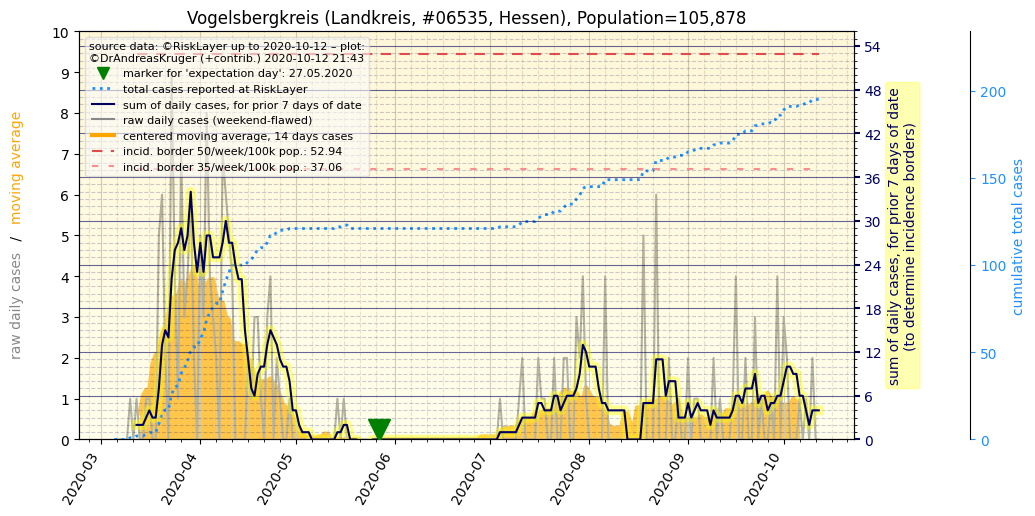 Vogelsbergkreis (Landkreis, #06535, Hessen), Population=105,878
source data: ©RiskLayer up to 2020-10-12 – plot:
©DrAndreasKruger (+contrib.) 2020-10-12 21:43
marker for 'expectation day': 27.05.2020
total cases reported at RiskLayer
sum of daily cases, for prior 7 days of date
raw daily cases (weekend-flawed)
centered moving average, 14 days cases
incid. border 50/week/100k pop.: 52.94
incid. border 35/week/100k pop.: 37.06
raw daily cases / moving average
10
9
8
7
6
5
4
3
2
1
0
54
48
42
36
30
24
18
12
6
0
sum of daily cases, for prior 7 days of date
(to determine, incidence borders)
200
150
100
50
0
cumulative total cases
2020-03
2020-04
2020-05
2020-06
2020-07
2020-08
2020-09
2020-10